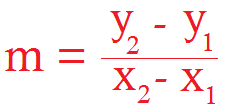 m = (y₂ - y₁) / (x₂ - x₁)